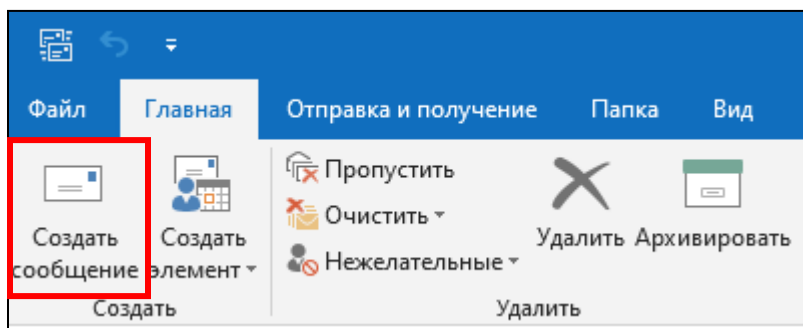 Файл Главная Отправка и получение Папка Вид
Создать сообщение
Создать элемент
Пропустить
Очистить
Нежелательные
Удалить Архивировать
Создать Удалить